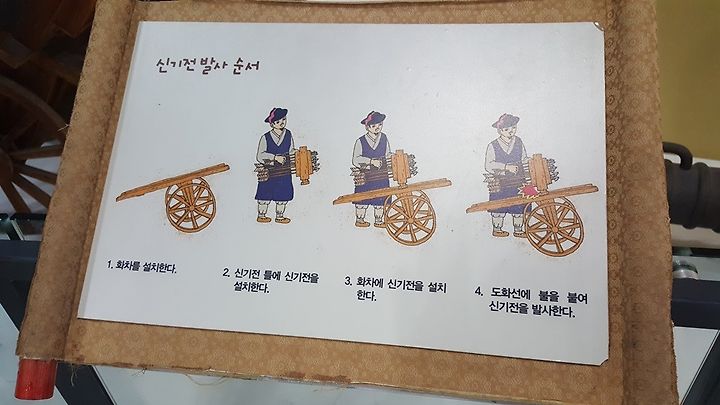 신기전 발사 순서
1. 화차를 설치한다.
2. 신기전 틀에 신기전을
설치한다.
3. 화차에 신기전을 설치
한다.
4. 도화선에 불을 붙여
신기전을 발사한다.